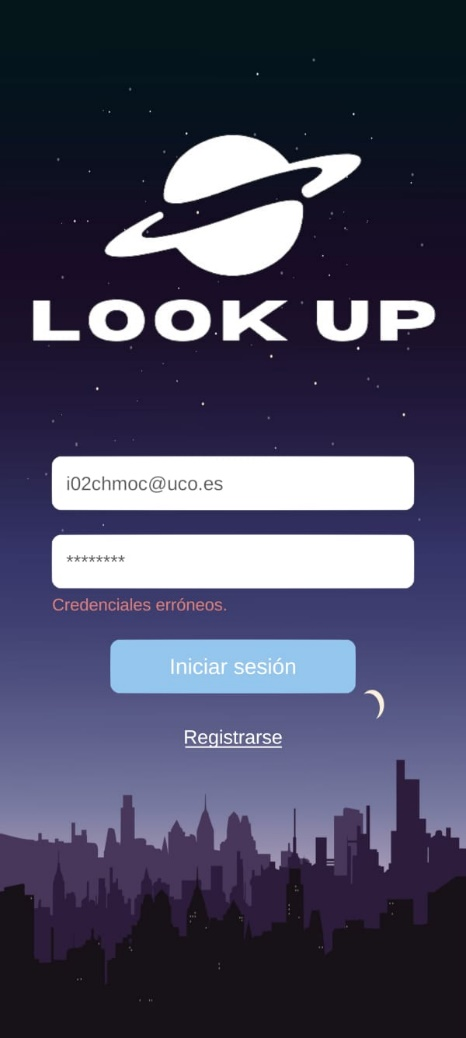 LOOK UP
i02chmoc@uco.es
********
Credenciales erróneos.
Iniciar sesión
Registrarse